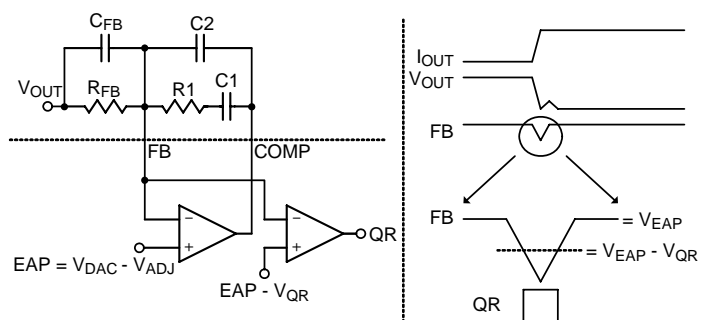 CFB
C2
VOUT
RFB
R1
C1
FB
COMP
−
+
EAP = VDAC - VADJ
−
+
QR
EAP - VQR
IOUT
VOUT
FB
FB
= VEAP
= VEAP - VQR
QR